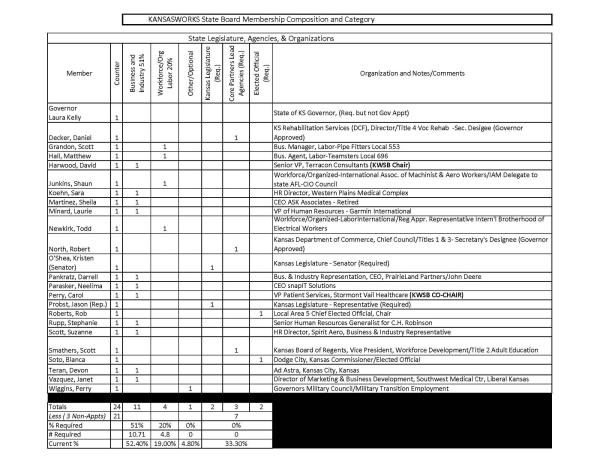 KANSASWORKS State Board Membership Composition and Category
State Legislature, Agencies, & Organizations
Member Counter Business and Industry 51% Workforce/Org Labor 20% Other/Optional Kansas Legislature (Req.) Core Partners Lead Agencies (Req.) Elected Official (Req.) Organization and Notes/Comments
Governor
Laura Kelly 1 State of KS Governor, (Req. but not Gov Appt)
Decker, Daniel 1 1 KS Rehabilitation Services (DCF), Director/Title 4 Voc Rehab -Sec. Desigee (Governor
Approved)
Grandon, Scott 1 1 Bus. Manager, Labor-Pipe Fitters Local 553
Hall, Matthew 1 1 Bus. Agent, Labor-Teamsters Local 696
Harwood, David 1 1 Senior VP, Terracon Consultants (KWSB Chair)
Junkins, Shaun 1 1 Workforce/Organized-International Assoc. of Machinist & Aero Workers/IAM Delegate to
state AFL-CIO Council
Koehn, Sara 1 1 HR Director, Western Plains Medical Complex
Martinez, Sheila 1 1 CEO ASK Associates - Retired
Minard, Laurie 1 1 VP of Human Resources - Garmin International
Newkirk, Todd 1 1 Workforce/Organized-LaborInternational/Reg Appr. Representative Intern'l Brotherhood of
Electrical Workers
North, Robert 1 1 Kansas Department of Commerce, Chief Council/Titles 1 & 3- Secretary's Designee (Governor
Approved)
O'Shea, Kristen
(Senator) 1 1 Kansas Legislature - Senator (Required)
Pankratz, Darrell 1 1 Bus. & Industry Representation, CEO, PrairieLand Partners/John Deere
Parasker, Neelima 1 1 CEO snapIT Solutions
Perry, Carol 1 1 VP Patient Services, Stormont Vail Healthcare (KWSB CO-CHAIR)
Probst, Jason (Rep.) 1 1 Kansas Legislature - Representative (Required)
Roberts, Rob 1 1 Local Area 5 Chief Elected Official, Chair
Rupp, Stephanie 1 1 Senior Human Resources Generalist for C.H. Robinson
Scott, Suzanne 1 1 HR Director, Spirit Aero, Business & Industry Representative
Smathers, Scott 1 1 Kansas Board of Regents, Vice President, Workforce Development/Title 2 Adult Education
Soto, Blanca 1 1 Dodge City, Kansas Commissioner/Elected Official
Teran, Devon 1 1 Ad Astra, Kansas City, Kansas
Vazquez, Janet 1 1 Director of Marketing & Business Development, Southwest Medical Ctr, Liberal Kansas
Wiggins, Perry 1 1 Governors Military Council/Military Transition Employment
Totals 24 11 4 1 2 3 2
Less ( 3 Non-Appts) 21 7
% Required 51% 20% 0% 0%
# Required 10.71 4.8 0 0
Current % 52.40% 19.00% 4.80% 33.30%